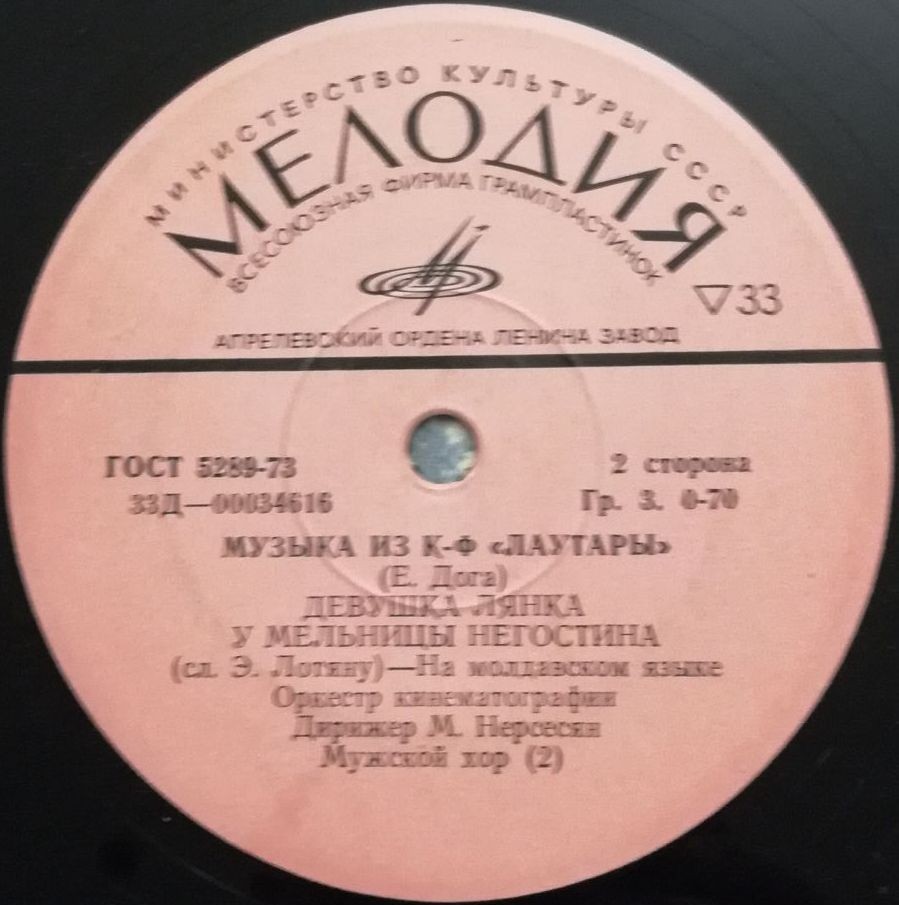 МИНИСТЕРСТВО КУЛЬТУРЫ СССР
МЕЛОДИЯ
ВСЕСОЮЗНАЯ ФИРМА ГРАМПЛАСТИНОК
33
АПРЕЛЕВСКИЙ ОРДЕНА ЛЕНИНА ЗАВОД
ГОСТ 5289-73
2 сторона
33Д—00034616
Гр. 3. 0-70
МУЗЫКА ИЗ К-Ф «ЛАУТАРЫ»
(Е. Дога)
ДЕВУШКА ЛЯНКА
У МЕЛЬНИЦЫ НЕГОСТИНА
(сл. Э. Лотяну)—На молдавском языке
Оркестр кинематографии
Дирижер М. Нерсесян
Мужской хор (2)